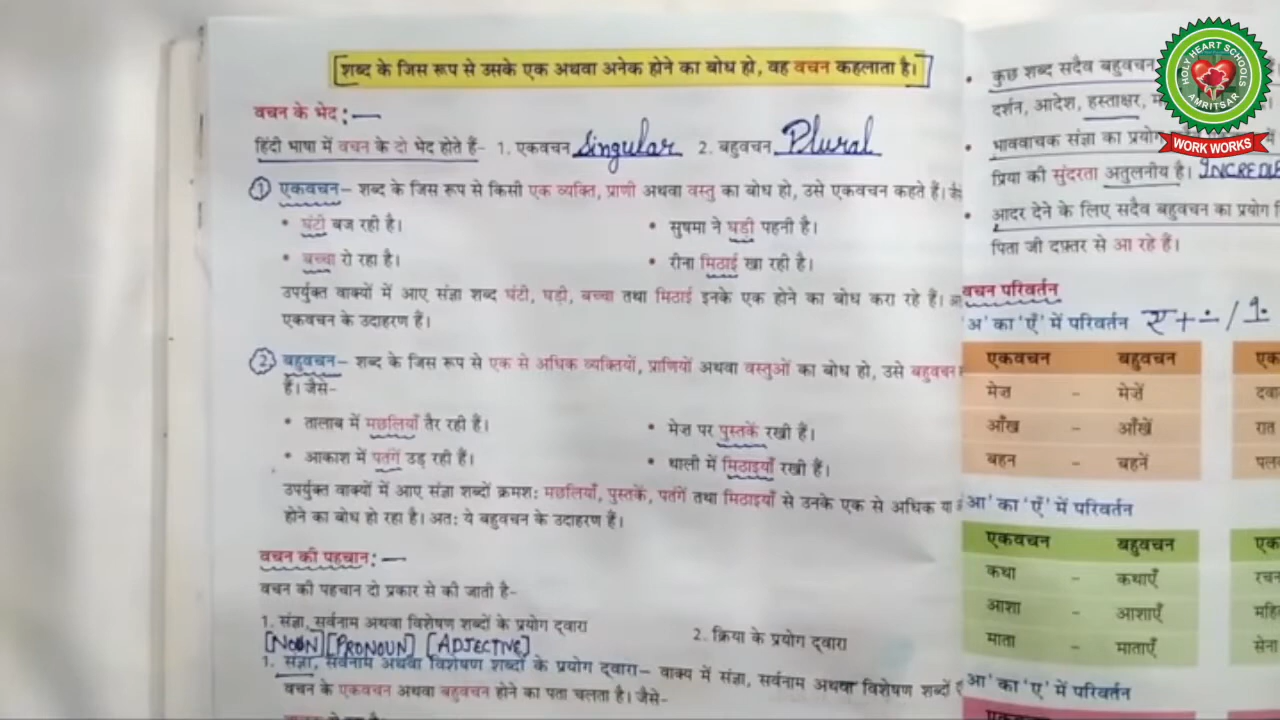 शब्द के जिस रूप से उसके एक अथवा अनेक होने का बोध हो, वह वचन कहलाता है।
वचन के भेद:—
हिंदी भाषा में वचन के दो भेद होते हैं- 1. एकवचन Singular 2. बहुवचन Plural
1 एकवचन– शब्द के जिस रूप से किसी एक व्यक्ति, प्राणी अथवा वस्तु का बोध हो, उसे एकवचन कहते हैं।
• घंटी बज रही है। • सुषमा ने घड़ी पहनी है।
• बच्चा रो रहा है। • रीना मिठाई खा रही है।
उपर्युक्त वाक्यों में आए संज्ञा शब्द घंटी, घड़ी, बच्चा तथा मिठाई इनके एक होने का बोध करा रहे हैं।
एकवचन के उदाहरण हैं।
2 बहुवचन– शब्द के जिस रूप से एक से अधिक व्यक्तियों, प्राणियों अथवा वस्तुओं का बोध हो, उसे बहुवचन
हैं। जैसे–
• तालाब में मछलियाँ तैर रही हैं। • मेज़ पर पुस्तकें रखी हैं।
• आकाश में पतंगें उड़ रही हैं। • थाली में मिठाइयाँ रखी हैं।
उपर्युक्त वाक्यों में आए संज्ञा शब्दों क्रमश: मछलियाँ, पुस्तकें, पतंगें तथा मिठाइयाँ से उनके एक से अधिक या
होने का बोध हो रहा है। अत: ये बहुवचन के उदाहरण हैं।
वचन की पहचान:—
वचन की पहचान दो प्रकार से की जाती है-
1. संज्ञा, सर्वनाम अथवा विशेषण शब्दों के प्रयोग द्वारा 2. क्रिया के प्रयोग द्वारा
[NOUN] [PRONOUN] [ADJECTIVE]
1. संज्ञा, सर्वनाम अथवा विशेषण शब्दों के प्रयोग द्वारा– वाक्य में संज्ञा, सर्वनाम अथवा विशेषण शब्दों
वचन के एकवचन अथवा बहुवचन होने का पता चलता है। जैसे–
• कुछ शब्द सदैव बहुवचन
दर्शन, आदेश, हस्ताक्षर,
• भाववाचक संज्ञा का प्रयोग
प्रिया की सुंदरता अतुलनीय है।
• आदर देने के लिए सदैव बहुवचन का प्रयोग
पिता जी दफ़्तर से आ रहे हैं।
वचन परिवर्तन
'अ' का 'एँ' में परिवर्तन
एकवचन बहुवचन
मेज़ - मेज़ें
आँख - आँखें
बहन - बहनें
रात
'आ' का 'एँ' में परिवर्तन
एकवचन बहुवचन
कथा - कथाएँ
आशा - आशाएँ
माता - माताएँ
सेना
'आ' का 'ए' में परिवर्तन
HOLY HEART SCHOOLS
AMRITSAR
WORK WORKS